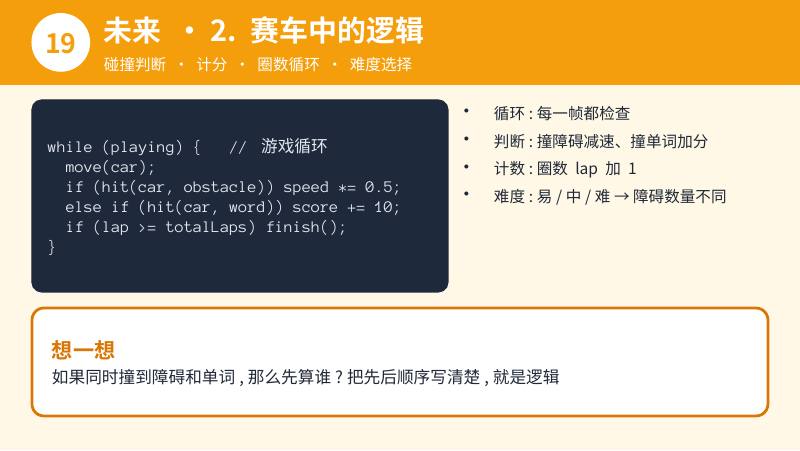 19
未来 · 2. 赛车中的逻辑
碰撞判断 · 计分 · 圈数循环 · 难度选择
while (playing) {   // 游戏循环
  move(car);
  if (hit(car, obstacle)) speed *= 0.5;
  else if (hit(car, word)) score += 10;
  if (lap >= totalLaps) finish();
}
• 循环 : 每一帧都检查
• 判断 : 撞障碍减速、撞单词加分
• 计数 : 圈数 lap 加 1
• 难度 : 易 / 中 / 难 → 障碍数量不同
想一想
如果同时撞到障碍和单词 , 那么先算谁 ? 把先后顺序写清楚 , 就是逻辑